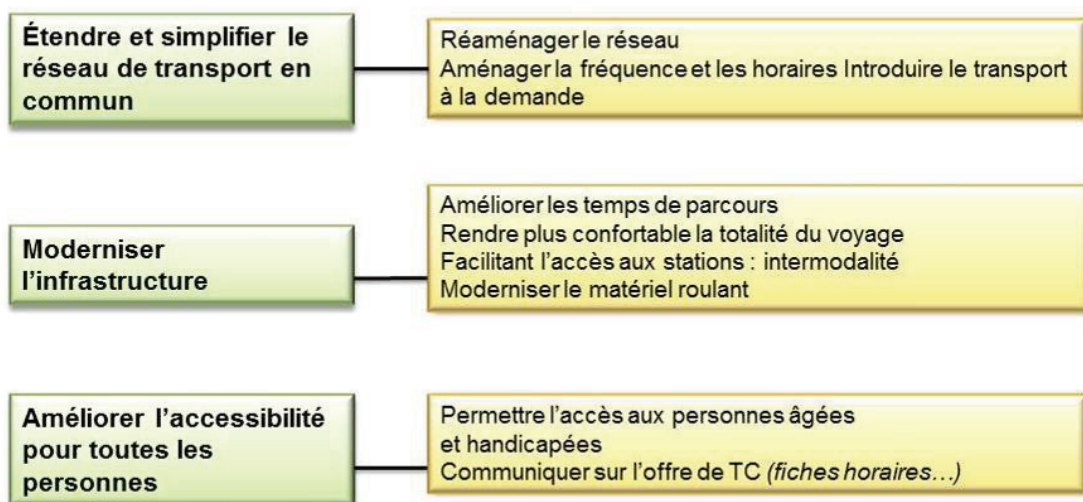 Étendre et simplifier le
réseau de transport en
commun
Réaménager le réseau
Aménager la fréquence et les horaires Introduire le transport
à la demande
Moderniser
l'infrastructure
Améliorer les temps de parcours
Rendre plus confortable la totalité du voyage
Facilitant l'accès aux stations : intermodalité
Moderniser le matériel roulant
Améliorer l'accessibilité
pour toutes les
personnes
Permettre l'accès aux personnes âgées
et handicapées
Communiquer sur l'offre de TC (fiches horaires…)